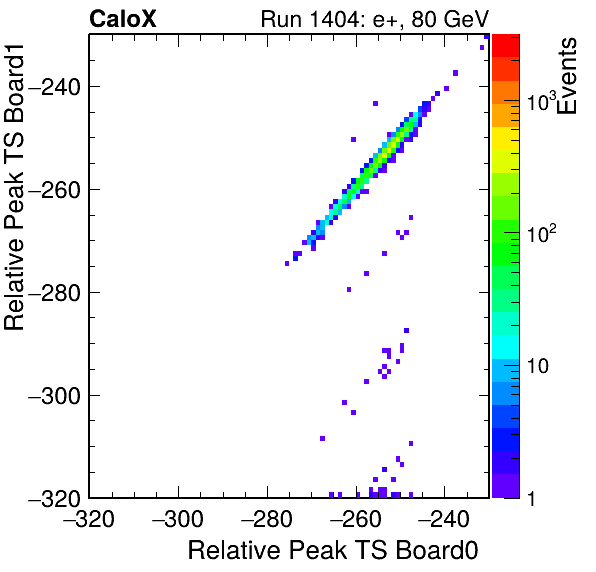 CaloX Run 1404: e+, 80 GeV
Relative Peak TS Board1
−240
−260
−280
−300
−320
−320 −300 −280 −260 −240
Relative Peak TS Board0
Events
10³
10²
10
1